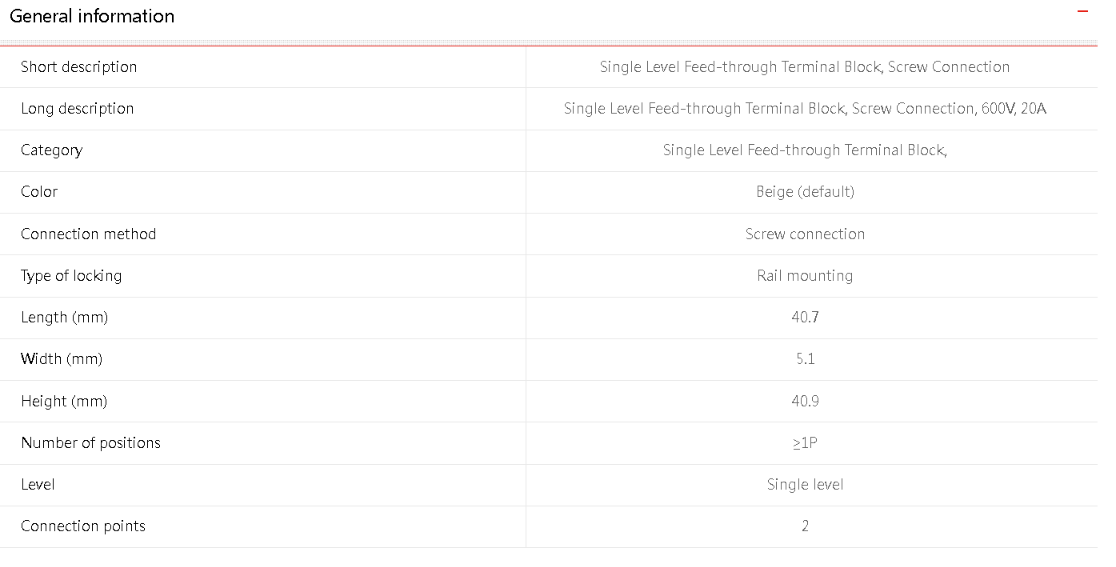 General information
Short description Single Level Feed-through Terminal Block, Screw Connection
Long description Single Level Feed-through Terminal Block, Screw Connection, 600V, 20A
Category Single Level Feed-through Terminal Block,
Color Beige (default)
Connection method Screw connection
Type of locking Rail mounting
Length (mm) 40.7
Width (mm) 5.1
Height (mm) 40.9
Number of positions ≥1P
Level Single level
Connection points 2